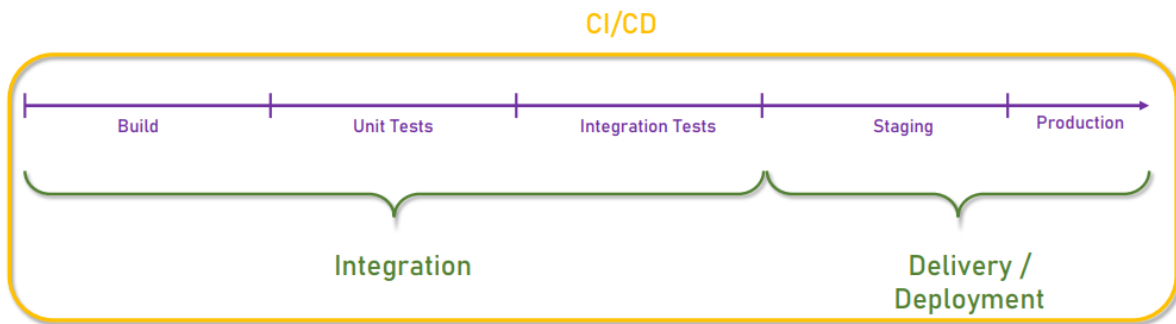 CI/CD
Build
Unit Tests
Integration Tests
Staging
Production
Integration
Delivery /
Deployment